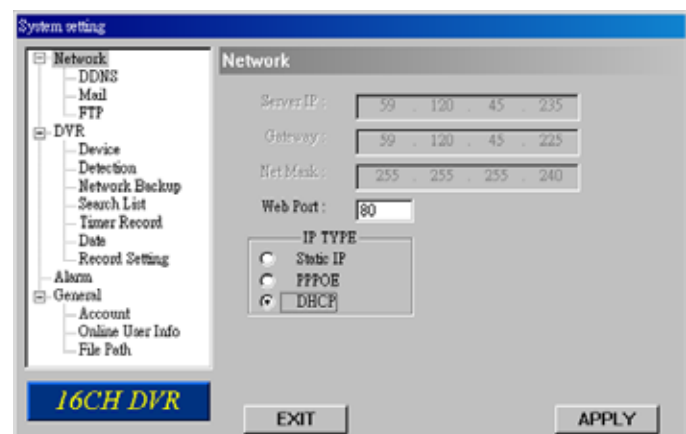 System setting
Network
DDNS
Mail
FTP
DVR
Device
Detection
Network Backup
Search List
Timer Record
Date
Record Setting
Alarm
General
Account
Online User Info
File Path
16CH DVR
Network
Server IP : 59 . 120 . 45 . 235
Gateway : 59 . 120 . 45 . 225
Net Mask : 255 . 255 . 255 . 240
Web Port : 80
IP TYPE
Static IP
PPPOE
DHCP
EXIT
APPLY